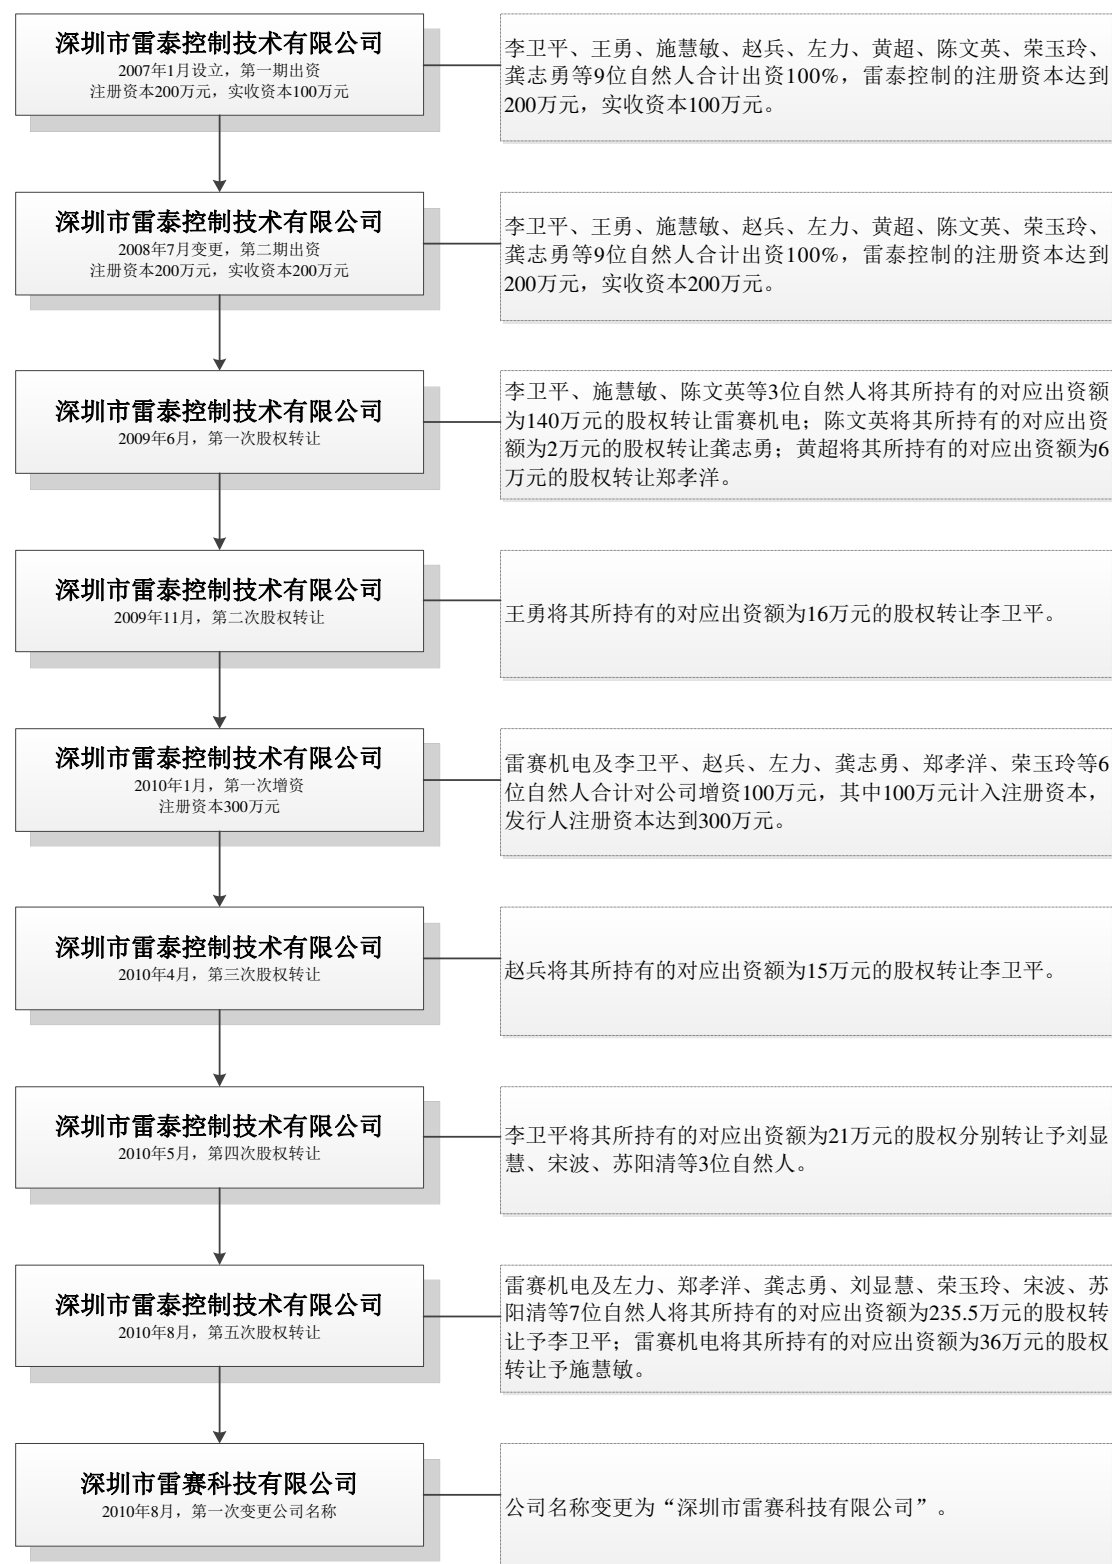 深圳市雷泰控制技术有限公司
2007年1月设立，第一期出资
注册资本200万元，实收资本100万元
李卫平、王勇、施慧敏、赵兵、左力、黄超、陈文英、荣玉玲、
龚志勇等9位自然人合计出资100%，雷泰控制的注册资本达到
200万元，实收资本100万元。
深圳市雷泰控制技术有限公司
2008年7月变更，第二期出资
注册资本200万元，实收资本200万元
李卫平、王勇、施慧敏、赵兵、左力、黄超、陈文英、荣玉玲、
龚志勇等9位自然人合计出资100%，雷泰控制的注册资本达到
200万元，实收资本200万元。
深圳市雷泰控制技术有限公司
2009年6月，第一次股权转让
李卫平、施慧敏、陈文英等3位自然人将其所持有的对应出资额
为140万元的股权转让雷赛机电；陈文英将其所持有的对应出资
额为2万元的股权转让龚志勇；黄超将其所持有的对应出资额为6
万元的股权转让郑孝洋。
深圳市雷泰控制技术有限公司
2009年11月，第二次股权转让
王勇将其所持有的对应出资额为16万元的股权转让李卫平。
深圳市雷泰控制技术有限公司
2010年1月，第一次增资
注册资本300万元
雷赛机电及李卫平、赵兵、左力、龚志勇、郑孝洋、荣玉玲等6
位自然人合计对公司增资100万元，其中100万元计入注册资本，
发行人注册资本达到300万元。
深圳市雷泰控制技术有限公司
2010年4月，第三次股权转让
赵兵将其所持有的对应出资额为15万元的股权转让李卫平。
深圳市雷泰控制技术有限公司
2010年5月，第四次股权转让
李卫平将其所持有的对应出资额为21万元的股权分别转让予刘显
慧、宋波、苏阳清等3位自然人。
深圳市雷泰控制技术有限公司
2010年8月，第五次股权转让
雷赛机电及左力、郑孝洋、龚志勇、刘显慧、荣玉玲、宋波、苏
阳清等7位自然人将其所持有的对应出资额为235.5万元的股权转
让予李卫平；雷赛机电将其所持有的对应出资额为36万元的股权
转让予施慧敏。
深圳市雷赛科技有限公司
2010年8月，第一次变更公司名称
公司名称变更为“深圳市雷赛科技有限公司”。